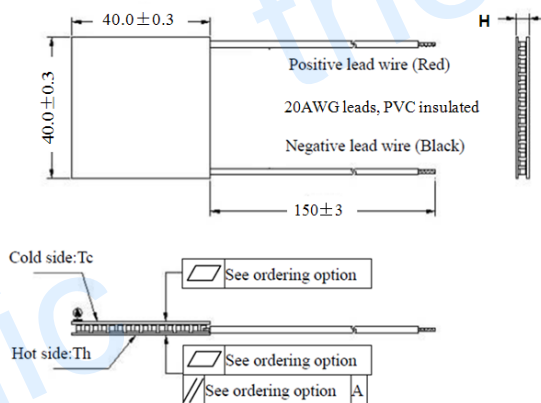 40.0±0.3
H
40.0±0.3
Positive lead wire (Red)
20AWG leads, PVC insulated
Negative lead wire (Black)
150±3
Cold side:Tc
See ordering option
A
Hot side:Th
See ordering option
See ordering option A